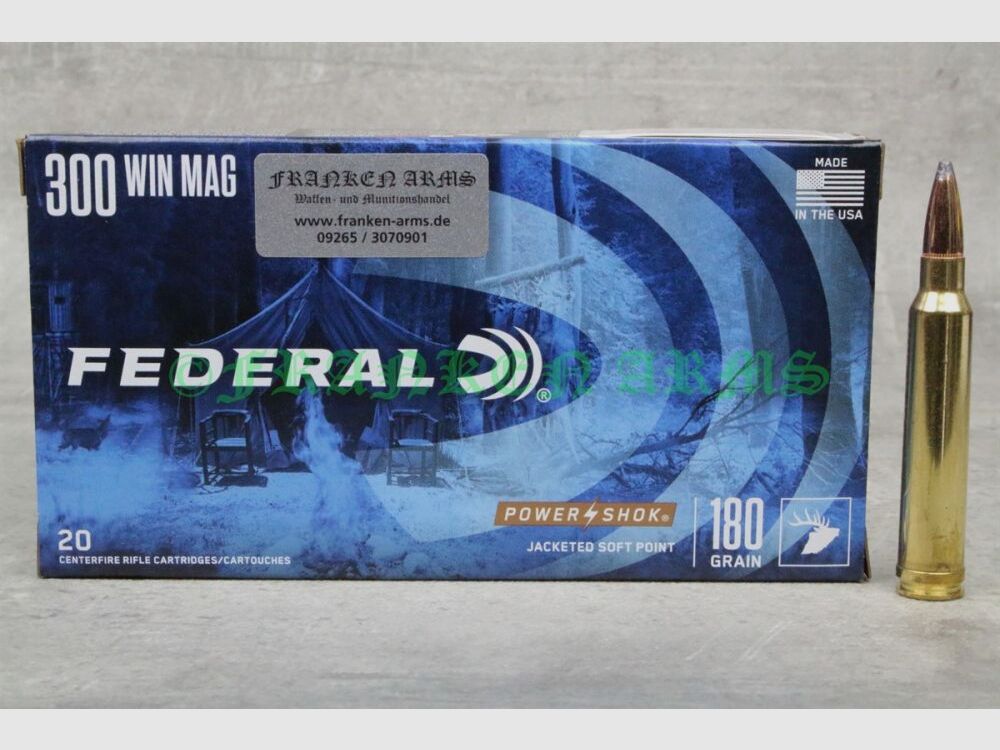 300 WIN MAG
FRANKEN ARMS
Waffen- und Munitionshandel
www.franken-arms.de
09265 / 3070901
MADE
IN THE USA
FEDERAL®
© FRANKEN ARMS
POWER SHOK®
JACKETED SOFT POINT
180
GRAIN
20
CENTERFIRE RIFLE CARTRIDGES/CARTOUCHES